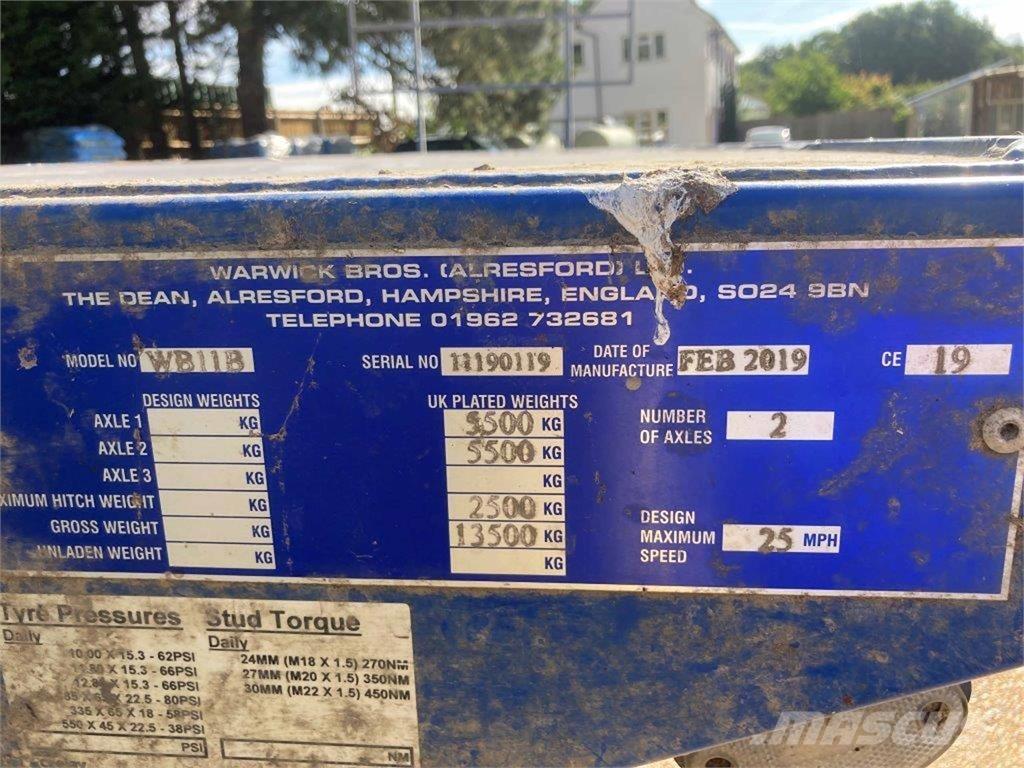 WARWICK BROS. (ALRESFORD)
THE DEAN, ALRESFORD, HAMPSHIRE, ENGLAND, SO24 9BN
TELEPHONE 01962 732681
MODEL NO WB11B SERIAL NO 11190119 DATE OF MANUFACTURE FEB 2019 CE 19
DESIGN WEIGHTS UK PLATED WEIGHTS
AXLE 1 KG 5500 KG NUMBER OF AXLES 2
AXLE 2 KG 5500 KG
AXLE 3 KG KG
XIMUM HITCH WEIGHT KG 2500 KG
GROSS WEIGHT KG 13500 KG DESIGN MAXIMUM SPEED 25 MPH
UNLADEN WEIGHT KG KG
Tyre Pressures Stud Torque
Daily Daily
10.00 X 15.3 - 62PSI 24MM (M18 X 1.5) 270NM
X 15.3 - 66PSI 27MM (M20 X 1.5) 350NM
X 15.3 - 66PSI 30MM (M22 X 1.5) 450NM
X 22.5 - 80PSI
335 X 65 X 18 - 58PSI
550 X 45 X 22.5 - 38PSI
PSI NM
MASCUS